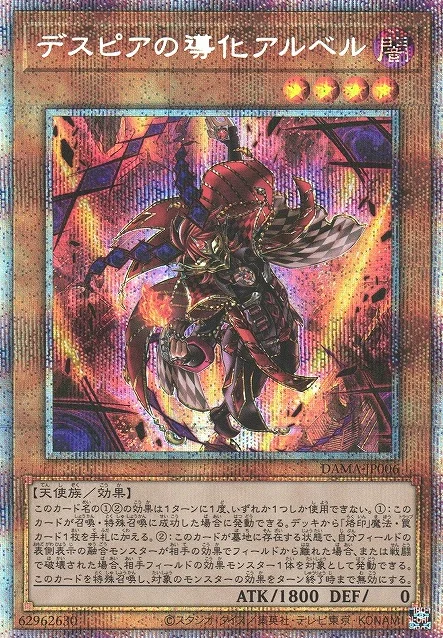 デスピアの導化アルベル
闇
DAMA-JP006
【天使族/効果】
このカード名の①②の効果は1ターンに1度、いずれか1つしか使用できない。①:この
カードが召喚・特殊召喚に成功した場合に発動できる。デッキから「烙印」魔法・罠
カード1枚を手札に加える。②:このカードが墓地に存在する状態で、自分フィールドの
表側表示の融合モンスターが相手の効果でフィールドから離れた場合、または戦闘
で破壊された場合、相手フィールドの効果モンスター1体を対象として発動できる。
このカードを特殊召喚し、対象のモンスターの効果をターン終了時まで無効にする。
ATK/1800 DEF/ 0
62962630 ©スタジオ・ダイス/集英社・テレビ東京・KONAMI